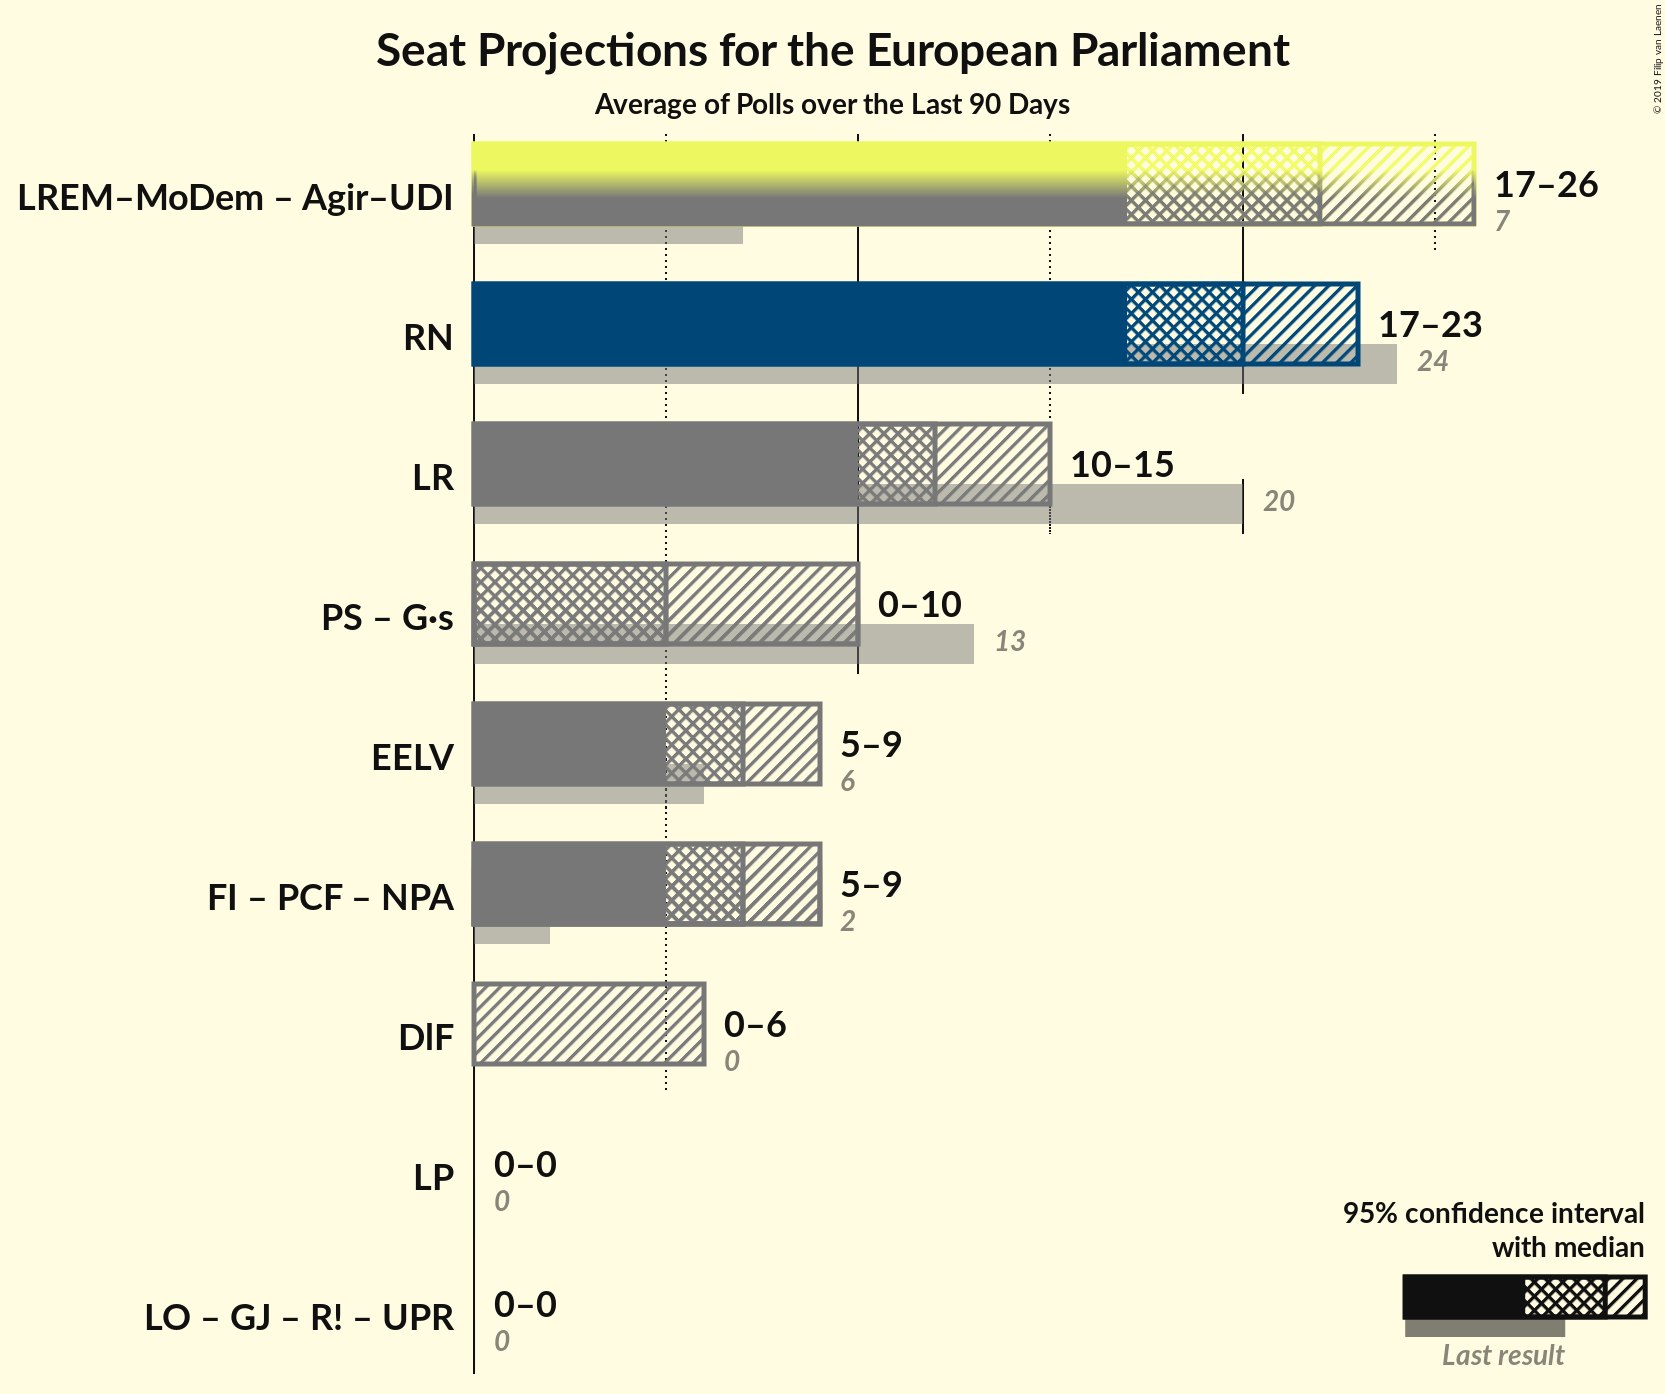 Seat Projections for the European Parliament
Average of Polls over the Last 90 Days
© 2019 Filip van Laenen
LREM–MoDem – Agir–UDI
17–26
7
RN
17–23
24
LR
10–15
20
PS – G·s
0–10
13
EELV
5–9
6
FI – PCF – NPA
5–9
2
DlF
0–6
0
LP
0–0
0
LO – GJ – R! – UPR
0–0
0
95% confidence interval
with median
Last result